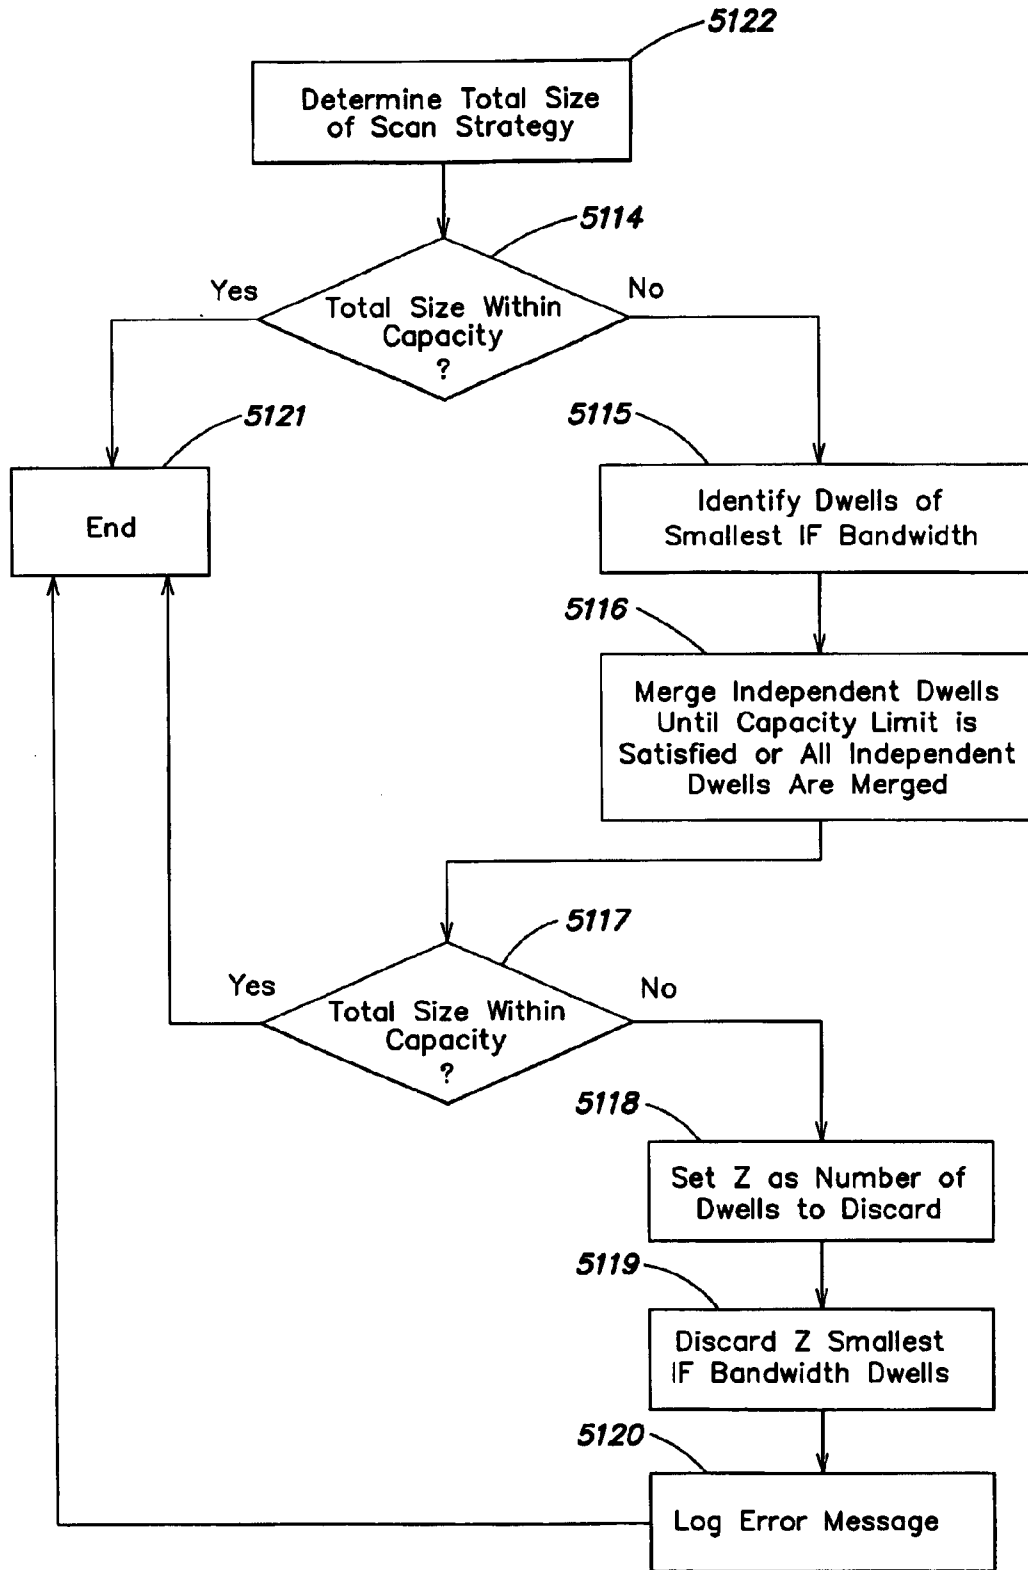 5122
Determine Total Size
of Scan Strategy
5114
Yes
No
Total Size Within
Capacity
?
5121
End
5115
Identify Dwells of
Smallest IF Bandwidth
5116
Merge Independent Dwells
Until Capacity Limit is
Satisfied or All Independent
Dwells Are Merged
5117
Yes
No
Total Size Within
Capacity
?
5118
Set Z as Number of
Dwells to Discard
5119
Discard Z Smallest
IF Bandwidth Dwells
5120
Log Error Message